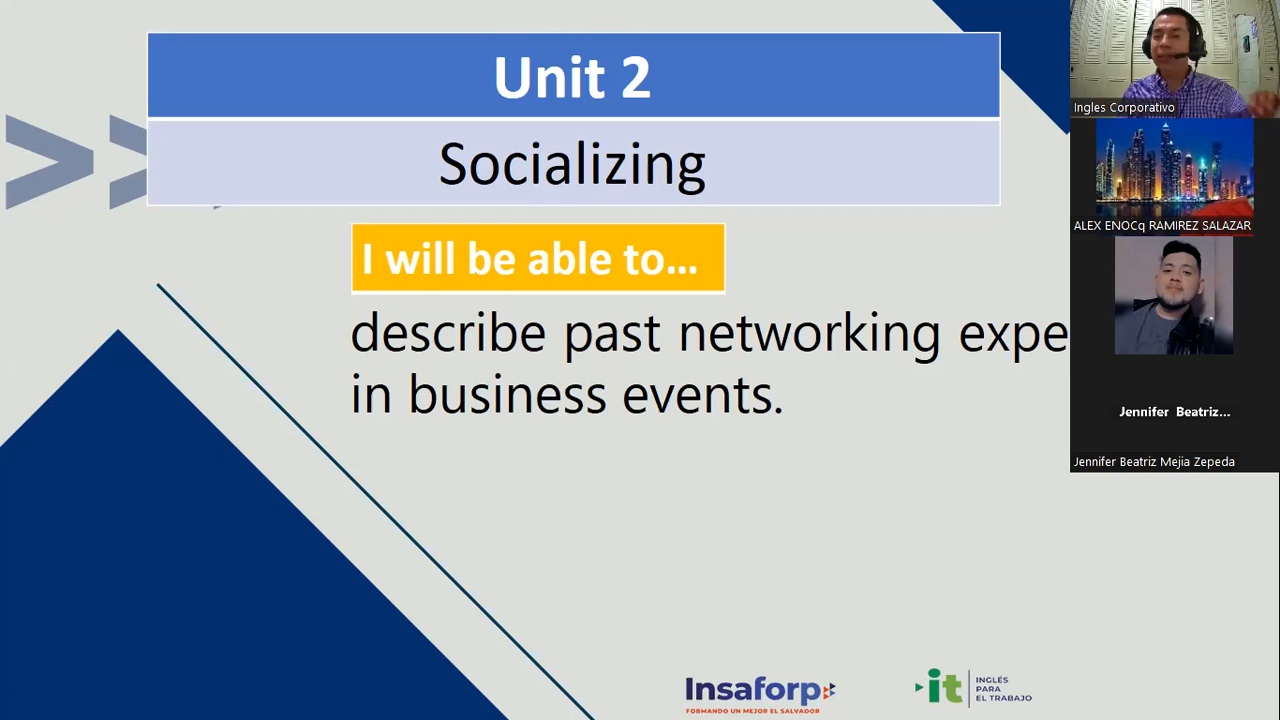 Unit 2
Socializing
I will be able to...
describe past networking expe
in business events.
Ingles Corporativo
ALEX ENOCq RAMIREZ SALAZAR
Jennifer Beatriz...
Jennifer Beatriz Mejia Zepeda
Insaforp
FORMANDO UN MEJOR EL SALVADOR
it
INGLÉS
PARA
EL TRABAJO